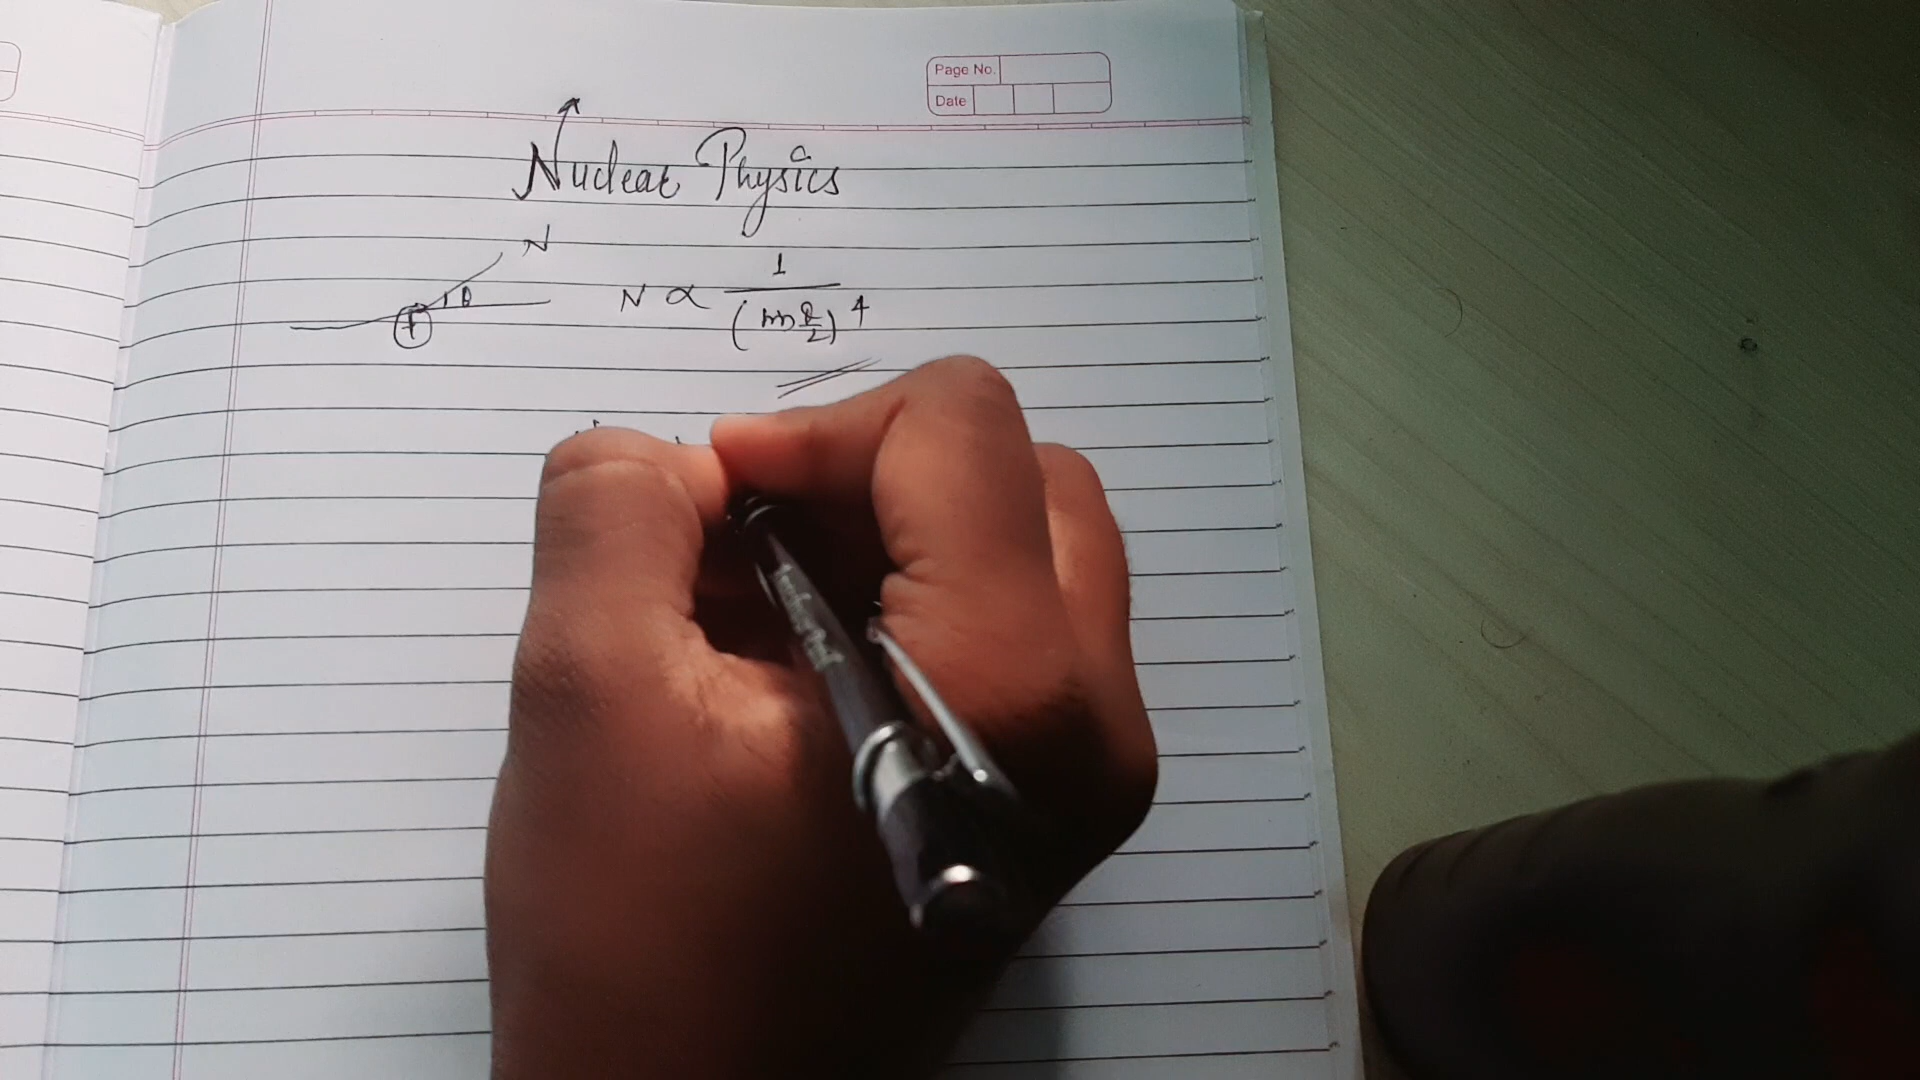 Page No.
Date
Nuclear Physics
N
θ
+
N ∝ 1/(sin θ/2)^4